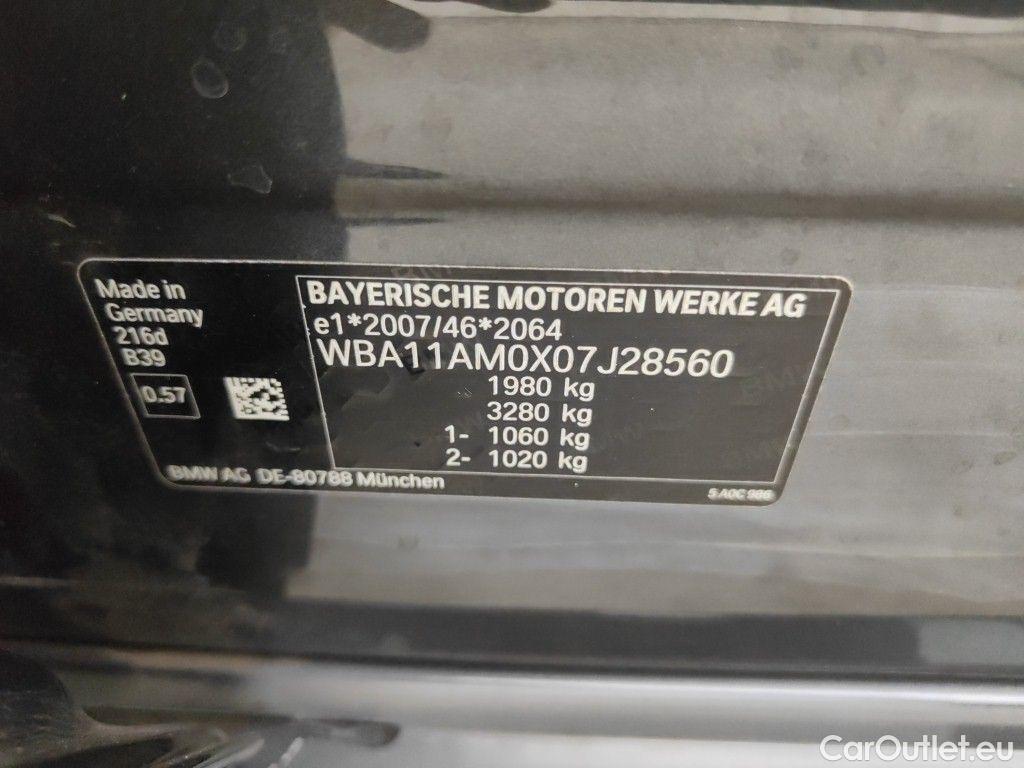 Made in
Germany
216d
B39
0.57
BAYERISCHE MOTOREN WERKE AG
e1*2007/46*2064
WBA11AM0X07J28560
1980 kg
3280 kg
1- 1060 kg
2- 1020 kg
BMW AG DE-80788 München
5 A0C 986
CarOutlet.eu